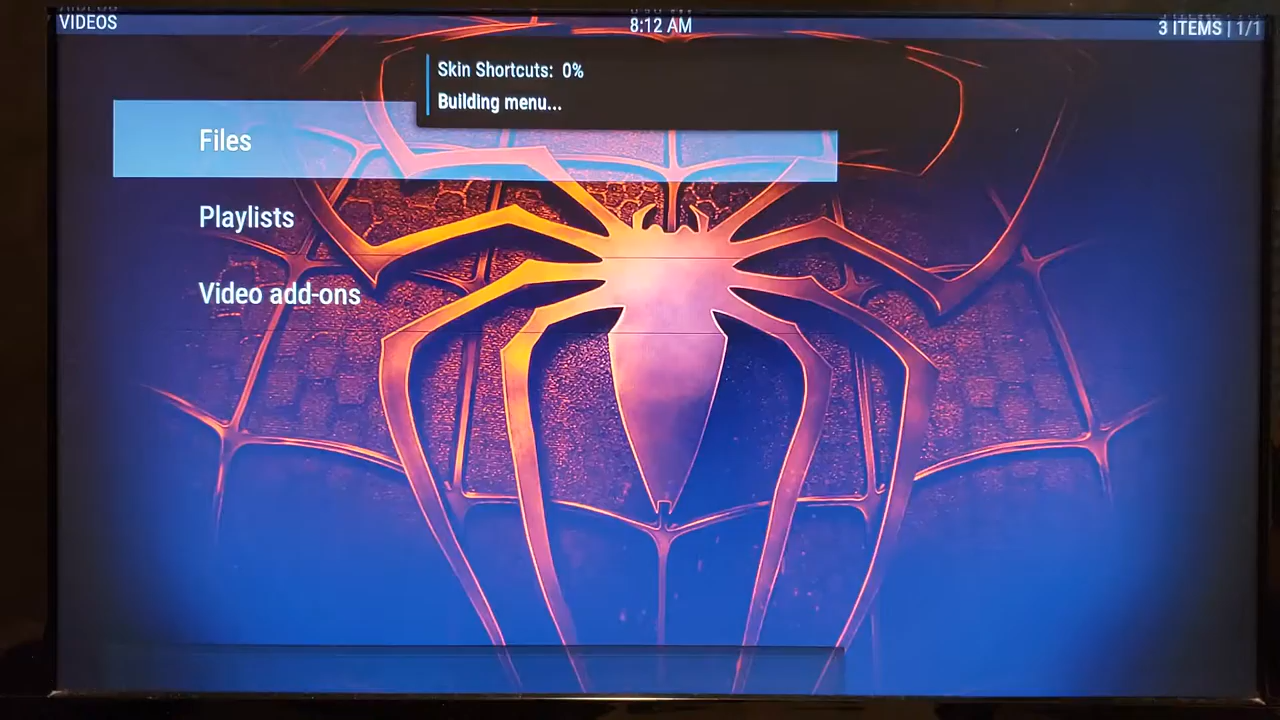 VIDEOS
8:12 AM
3 ITEMS | 1/1
Skin Shortcuts: 0%
Building menu...
Files
Playlists
Video add-ons